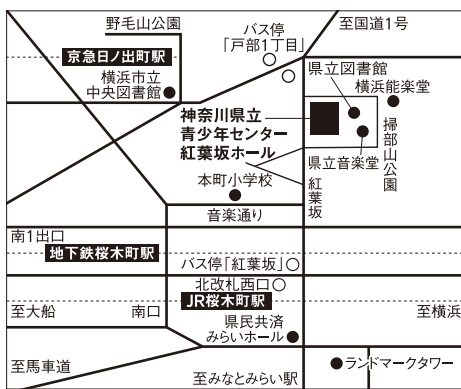 野毛山公園
バス停
「戸部1丁目」
至国道1号
京急日ノ出町駅
横浜市立
中央図書館
県立図書館
横浜能楽堂
神奈川県立
青少年センター
紅葉坂ホール
掃部山公園
県立音楽堂
本町小学校
紅葉坂
音楽通り
南1出口
地下鉄桜木町駅
バス停「紅葉坂」
北改札西口
JR桜木町駅
至大船
南口
至横浜
県民共済
みらいホール
至馬車道
ランドマークタワー
至みなとみらい駅